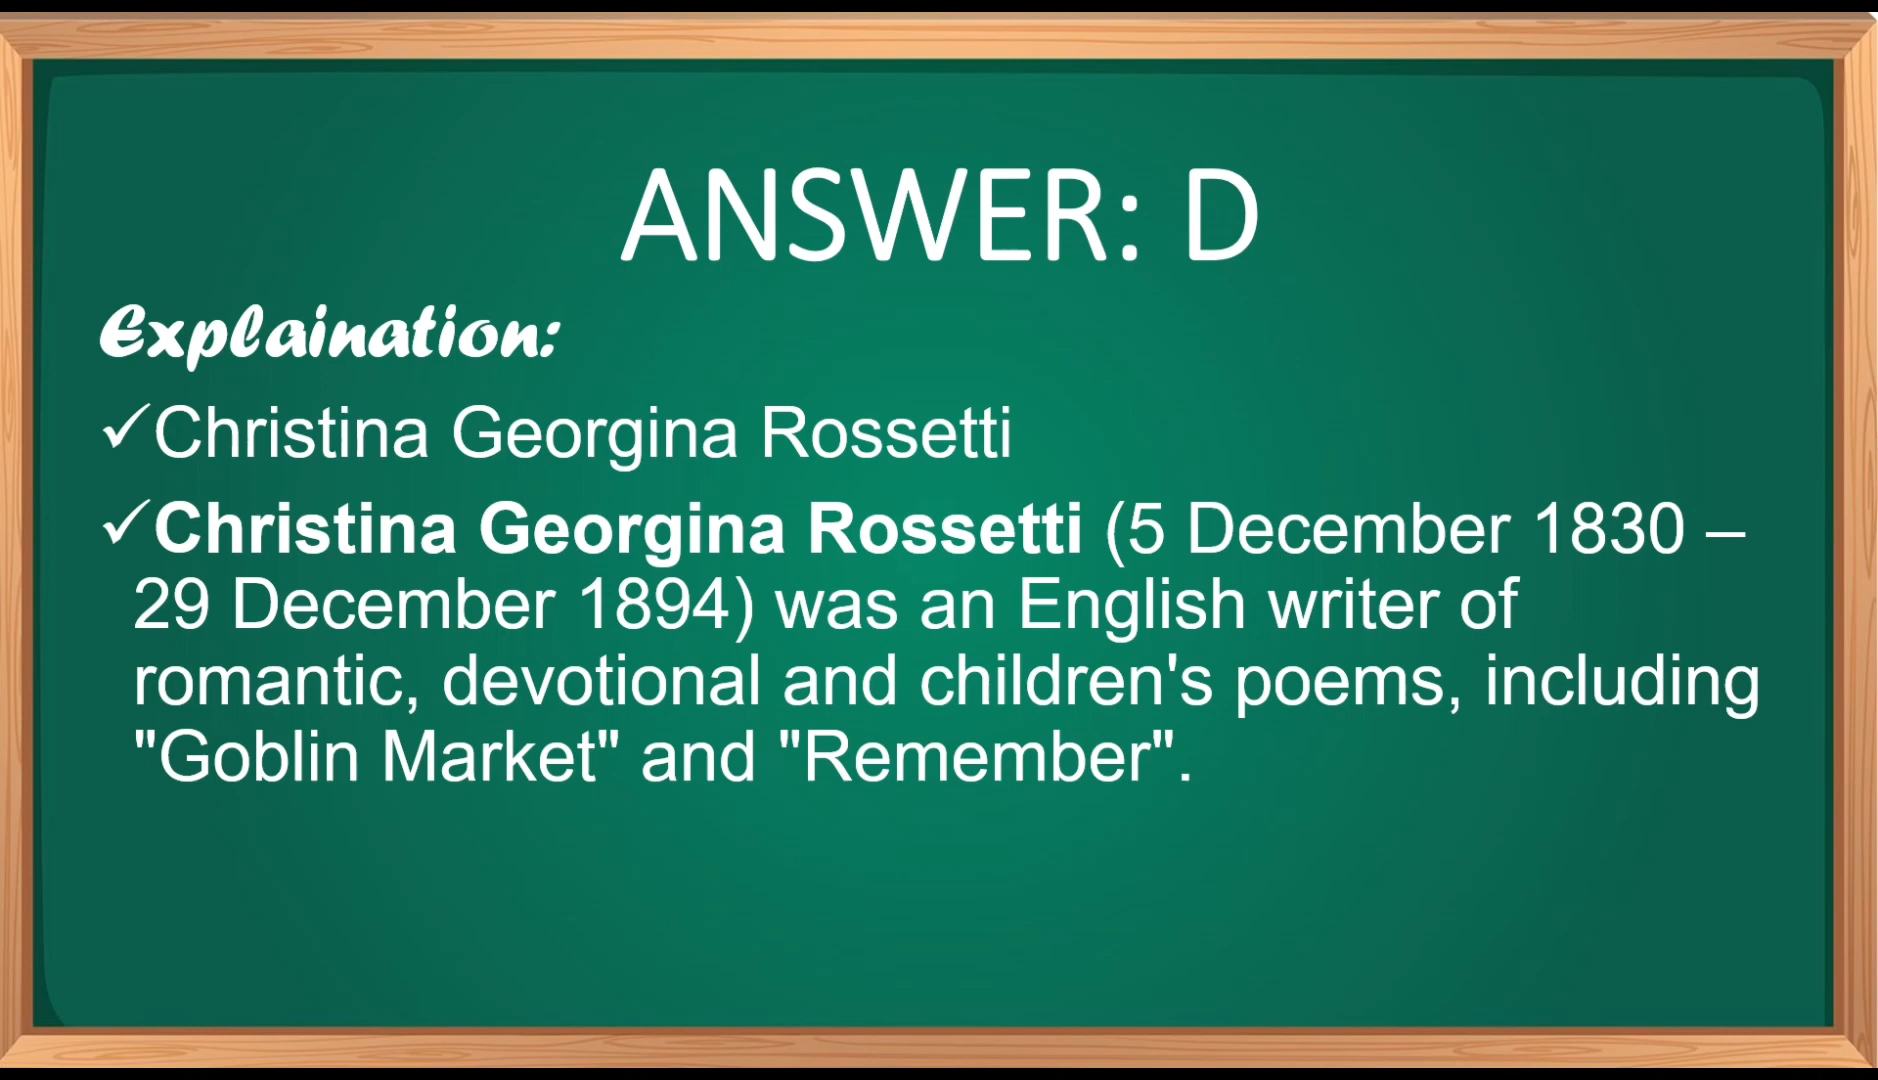 ANSWER: D
Explaination:
✓Christina Georgina Rossetti
✓Christina Georgina Rossetti (5 December 1830 –
29 December 1894) was an English writer of
romantic, devotional and children's poems, including
"Goblin Market" and "Remember".